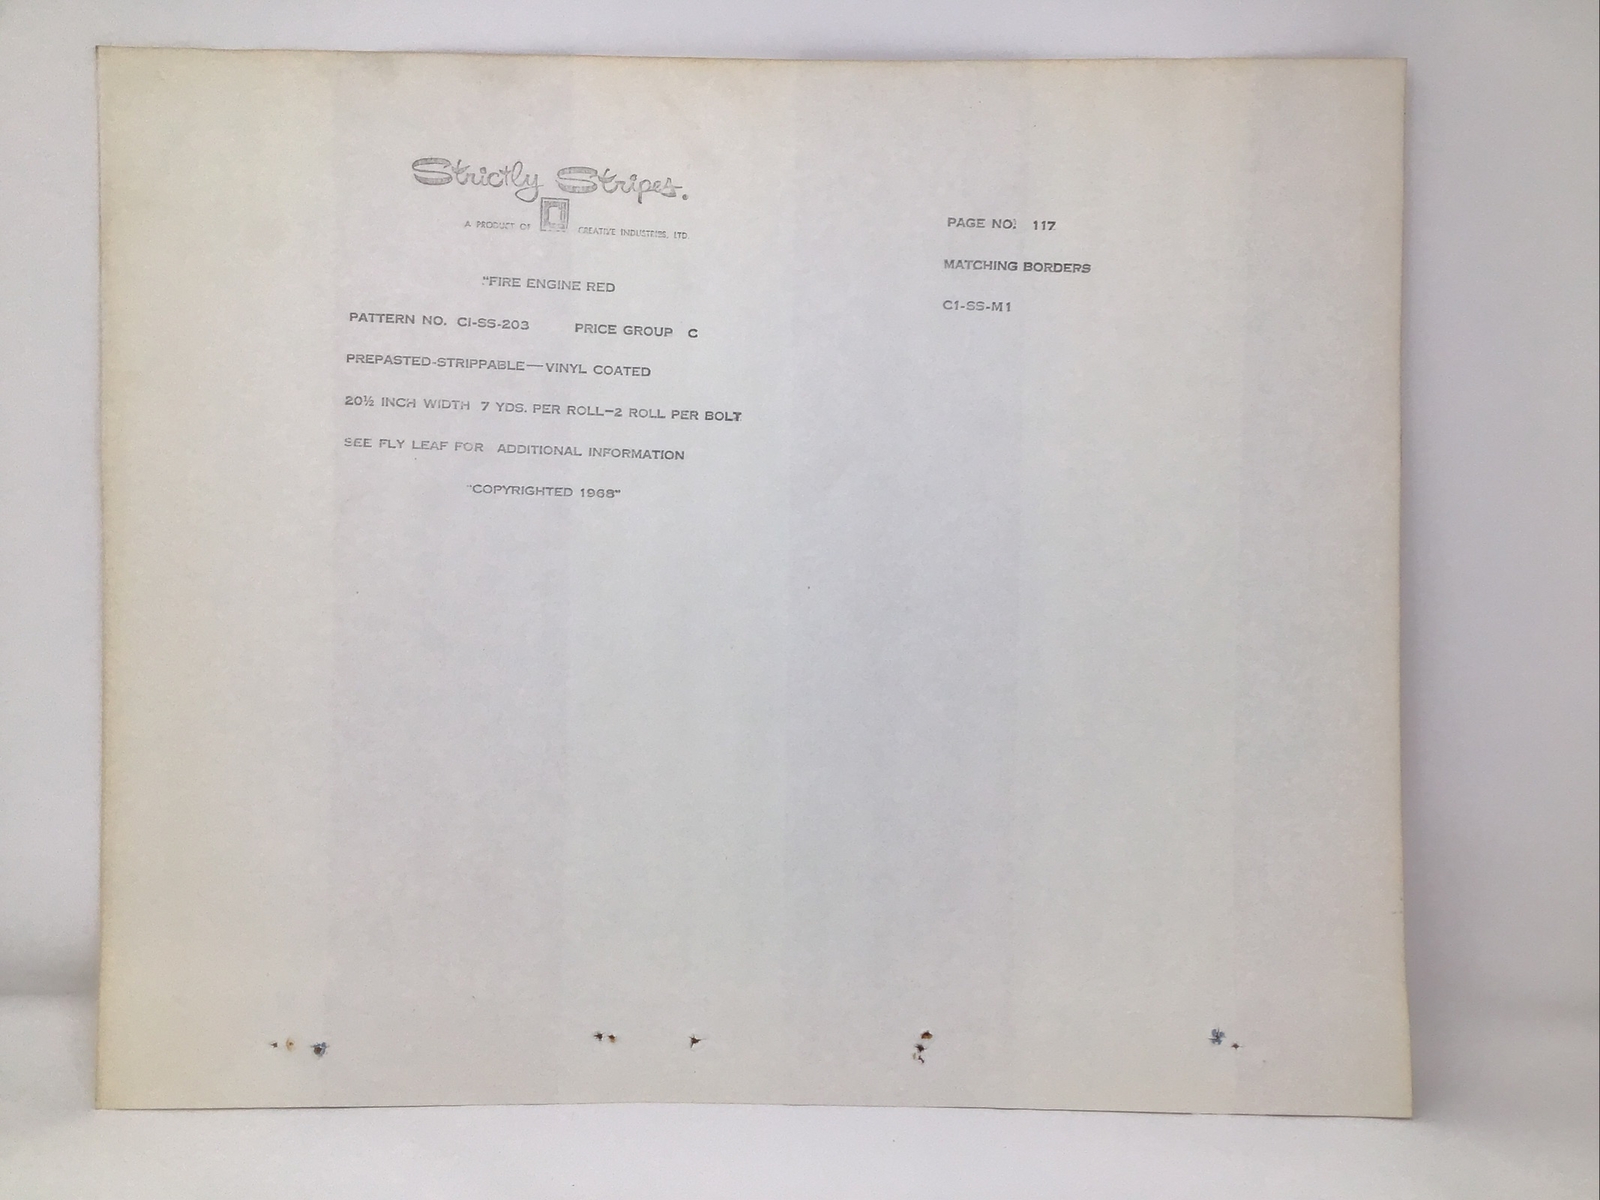 Strictly Stripes.
A PRODUCT OF CREATIVE INDUSTRIES, LTD.
"FIRE ENGINE RED
PATTERN NO. CI-SS-203 PRICE GROUP C
PREPASTED-STRIPPABLE—VINYL COATED
20½ INCH WIDTH 7 YDS. PER ROLL—2 ROLL PER BOLT
SEE FLY LEAF FOR ADDITIONAL INFORMATION
"COPYRIGHTED 1968"
PAGE NO. 117
MATCHING BORDERS
C1-SS-M1